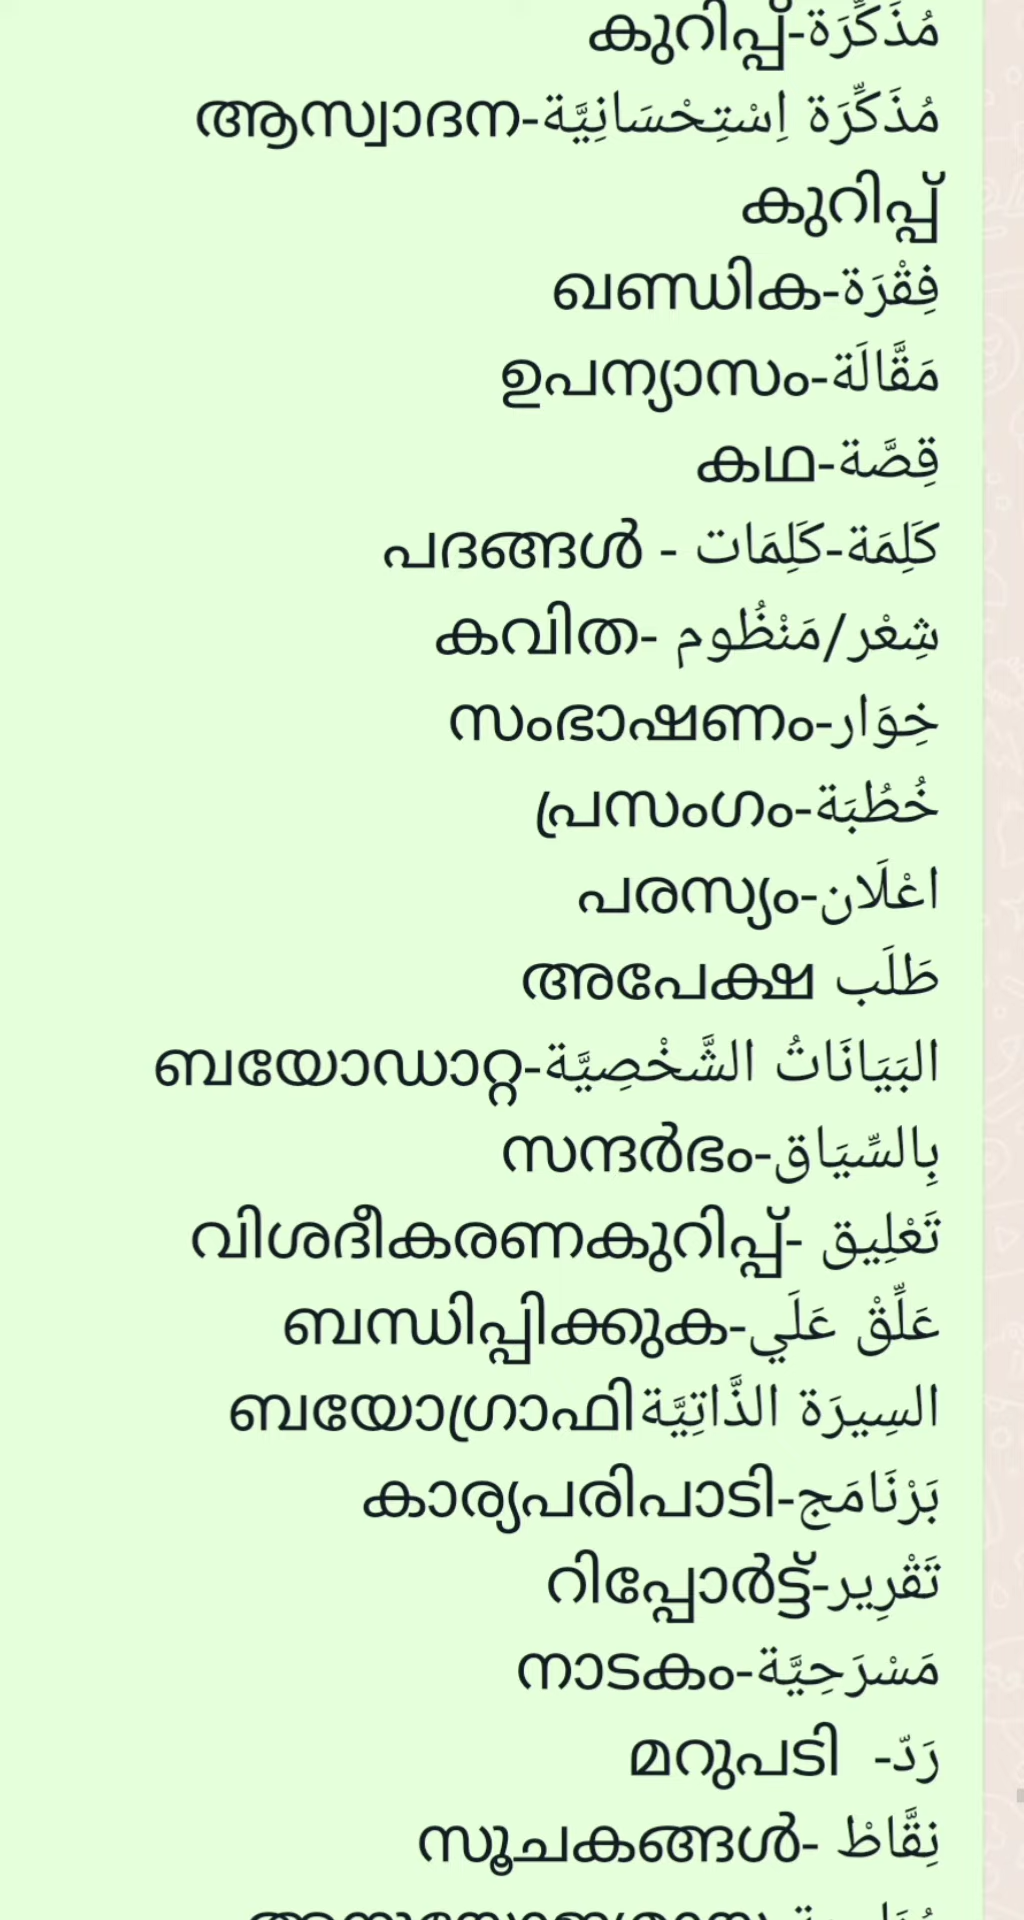 مُذَكِّرَة-കുറിപ്പ്
مُذَكِّرَة اِسْتِحْسَانِيَّة-ആസ്വാദന
കുറിപ്പ്
فِقْرَة-ഖണ്ഡിക
مَقَّالَة-ഉപന്യാസം
قِصَّة-കഥ
كَلِمَة-كَلِمَات - പദങ്ങൾ
شِعْر/مَنْظُوم -കവിത
خِوَار-സംഭാഷണം
خُطُبَة-പ്രസംഗം
اعْلَان-പരസ്യം
طَلَب അപേക്ഷ
البَيَانَاتُ الشَّخْصِيَّة-ബയോഡാറ്റ
بِالسِّيَاق-സന്ദർഭം
تَعْلِيق -വിശദീകരണകുറിപ്പ്
عَلِّقْ عَلَي-ബന്ധിപ്പിക്കുക
السِيرَة الذَّاتِيَّة ബയോഗ്രാഫി
بَرْنَامَج-കാര്യപരിപാടി
تَقْرِير-റിപ്പോർട്ട്
مَسْرَحِيَّة-നാടകം
رَدّ- മറുപടി
نِقَّاطْ -സൂചകങ്ങൾ